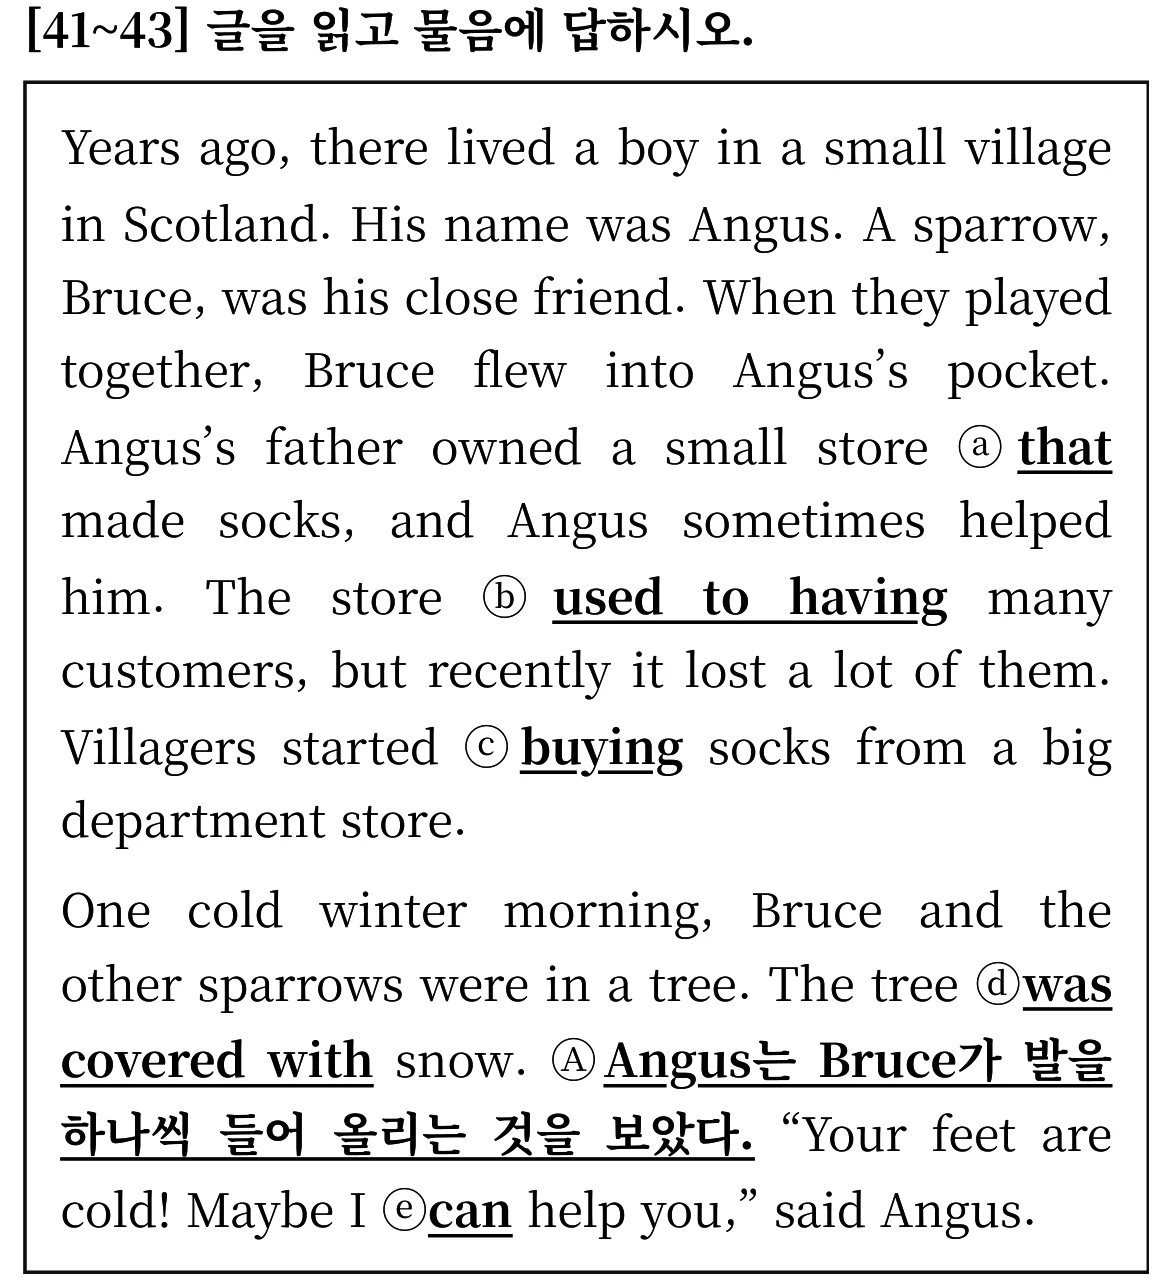 [41~43] 글을 읽고 물음에 답하시오.
Years ago, there lived a boy in a small village
in Scotland. His name was Angus. A sparrow,
Bruce, was his close friend. When they played
together, Bruce flew into Angus’s pocket.
Angus’s father owned a small store ⓐ that
made socks, and Angus sometimes helped
him. The store ⓑ used to having many
customers, but recently it lost a lot of them.
Villagers started ⓒ buying socks from a big
department store.
One cold winter morning, Bruce and the
other sparrows were in a tree. The tree ⓓwas
covered with snow. ⒶAngus는 Bruce가 발을
하나씩 들어 올리는 것을 보았다. “Your feet are
cold! Maybe I ⓔcan help you,” said Angus.